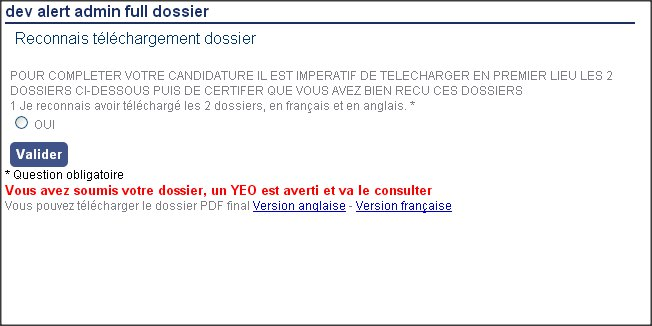 dev alert admin full dossier
Reconnais téléchargement dossier
POUR COMPLETER VOTRE CANDIDATURE IL EST IMPERATIF DE TELECHARGER EN PREMIER LIEU LES 2
DOSSIERS CI-DESSOUS PUIS DE CERTIFER QUE VOUS AVEZ BIEN RECU CES DOSSIERS
1 Je reconnais avoir téléchargé les 2 dossiers, en français et en anglais. *
OUI
Valider
* Question obligatoire
Vous avez soumis votre dossier, un YEO est averti et va le consulter
Vous pouvez télécharger le dossier PDF final Version anglaise - Version française